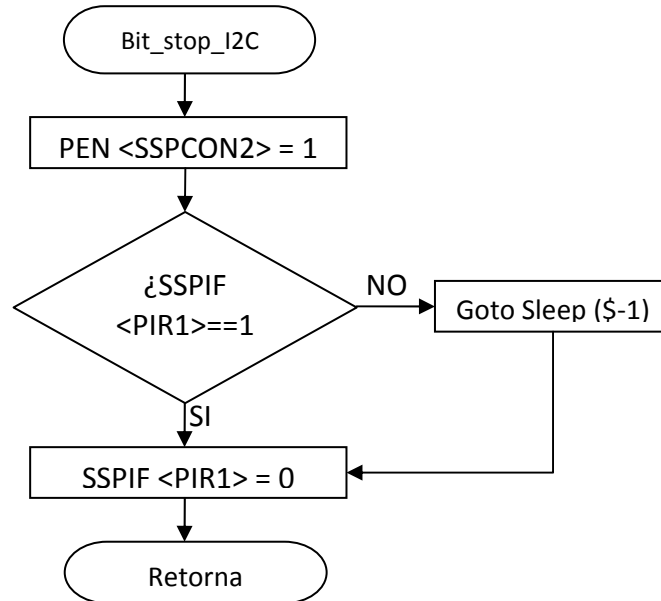 Bit_stop_I2C
PEN <SSPCON2> = 1
¿SSPIF
<PIR1>==1
NO
Goto Sleep ($-1)
SI
SSPIF <PIR1> = 0
Retorna